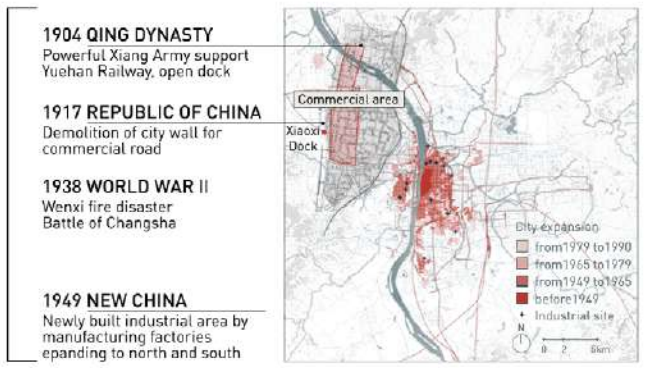 1904 QING DYNASTY
Powerful Xiang Army support
Yuehan Railway, open dock
1917 REPUBLIC OF CHINA
Demolition of city wall for
commercial road
1938 WORLD WAR II
Wenxi fire disaster
Battle of Changsha
1949 NEW CHINA
Newly built industrial area by
manufacturing factories
epanding to north and south
Commercial area
Xiaoxi
Dock
City expansion
from1979 to1990
from1965 to1979
from1949 to1965
before1949
Industrial site
N
0 2 6km